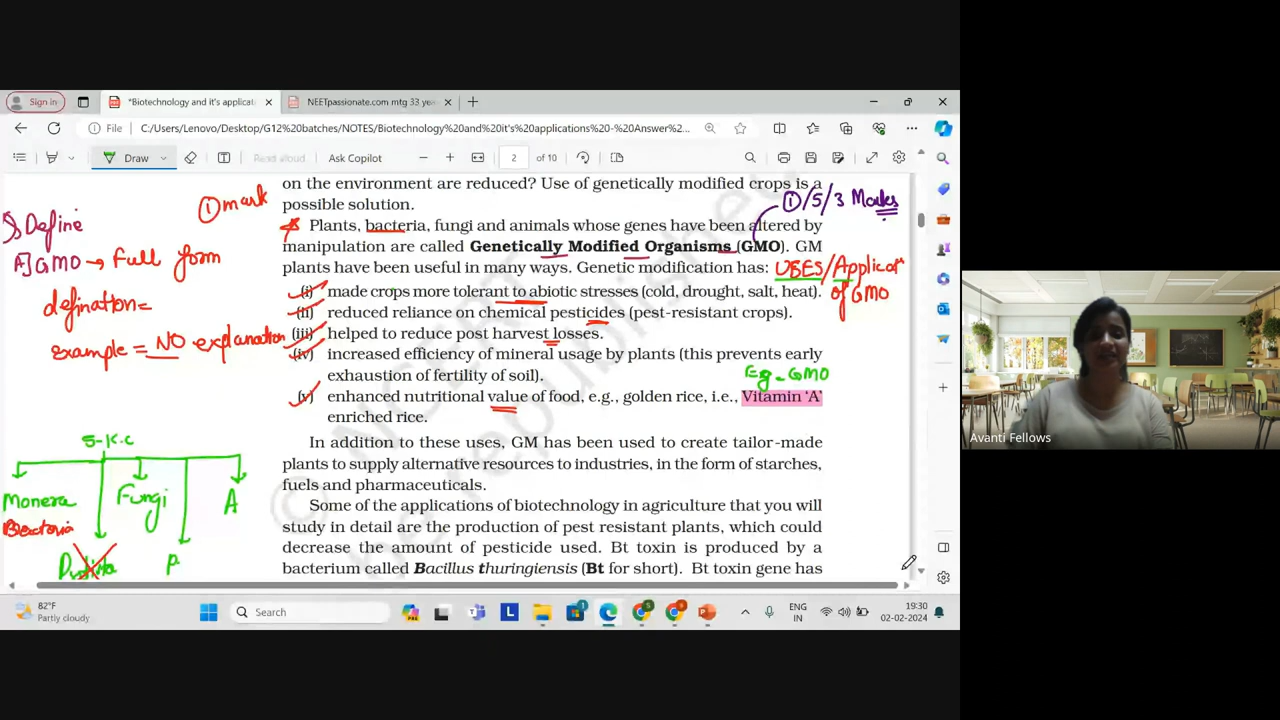 Sign in
*Biotechnology and it's applicati
NEETpassionate.com mtg 33 ye
File
C:/Users/Lenovo/Desktop/G12%20batches/NOTES/Biotechnology%20and%20it's%20applications%20-%20Answer%2...
Draw
Read aloud
Ask Copilot
2
of 10
on the environment are reduced? Use of genetically modified crops is a
possible solution.
① mark
①/5/3 Marks
Define
Plants, bacteria, fungi and animals whose genes have been altered by
manipulation are called Genetically Modified Organisms (GMO). GM
A] GMO → Full form
plants have been useful in many ways. Genetic modification has:
USES/Applicat
of GMO
(i) made crops more tolerant to abiotic stresses (cold, drought, salt, heat).
defination=
(ii) reduced reliance on chemical pesticides (pest-resistant crops).
(iii) helped to reduce post harvest losses.
example = NO explanation
(iv) increased efficiency of mineral usage by plants (this prevents early
exhaustion of fertility of soil).
Eg - GMO
(v) enhanced nutritional value of food, e.g., golden rice, i.e., Vitamin 'A'
enriched rice.
5-K.C
In addition to these uses, GM has been used to create tailor-made
plants to supply alternative resources to industries, in the form of starches,
fuels and pharmaceuticals.
Monera
Fungi
A
Bacteria
P
Some of the applications of biotechnology in agriculture that you will
study in detail are the production of pest resistant plants, which could
decrease the amount of pesticide used. Bt toxin is produced by a
bacterium called Bacillus thuringiensis (Bt for short). Bt toxin gene has
Avanti Fellows
82°F
Partly cloudy
Search
ENG
IN
19:30
02-02-2024